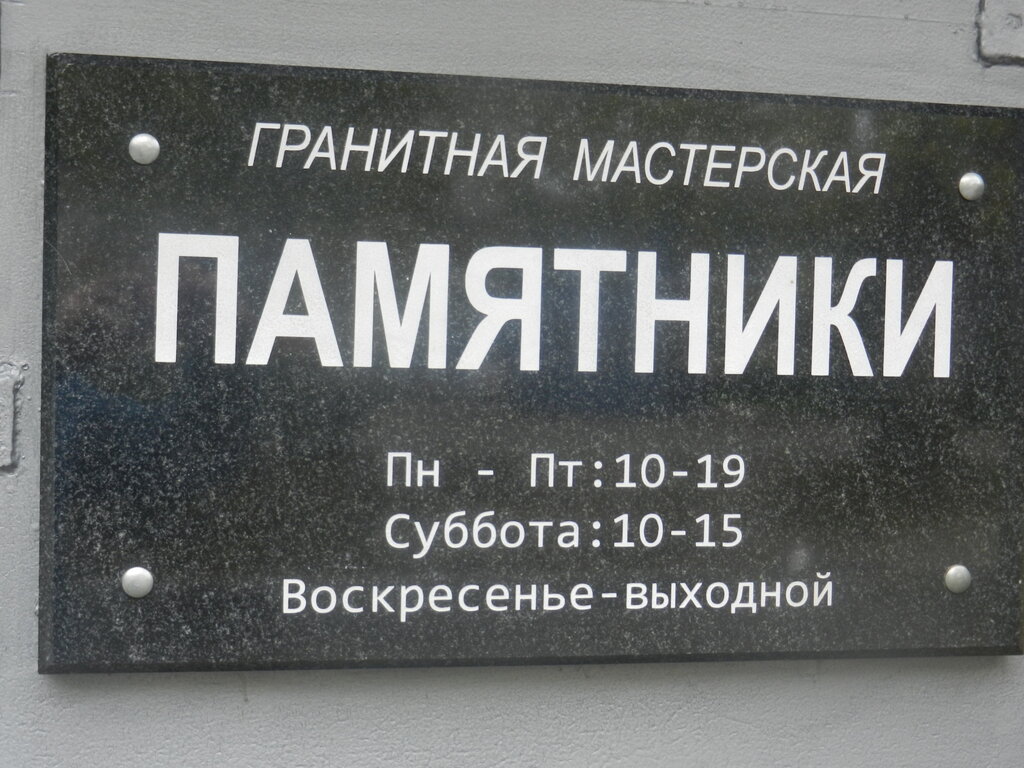 ГРАНИТНАЯ МАСТЕРСКАЯ
ПАМЯТНИКИ
Пн - Пт:10-19
Суббота:10-15
Воскресенье-выходной